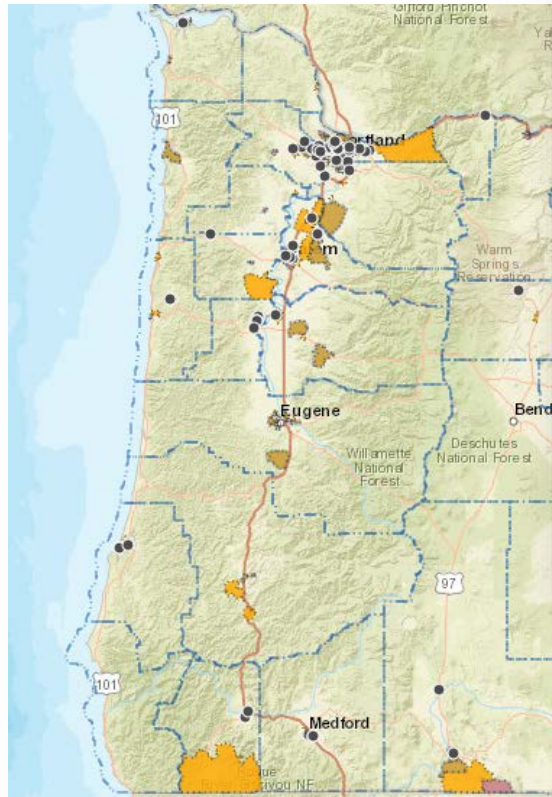 Gifford Pinchot
National Forest
101
Warm
Springs
Reservation
Eugene
Bend
Willamette
National
Forest
Deschutes
National Forest
97
101
Medford